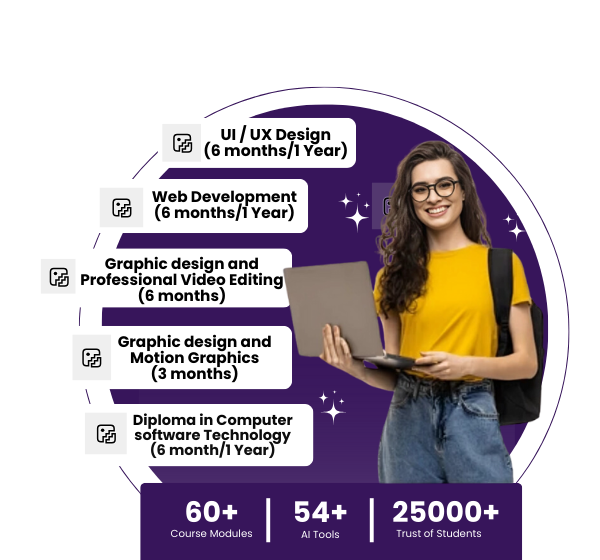 UI / UX Design
(6 months/1 Year)
Web Development
(6 months/1 Year)
Graphic design and
Professional Video Editing
(6 months)
Graphic design and
Motion Graphics
(3 months)
Diploma in Computer
software Technology
(6 month/1 Year)
60+ 54+ 25000+
Course Modules AI Tools Trust of Students